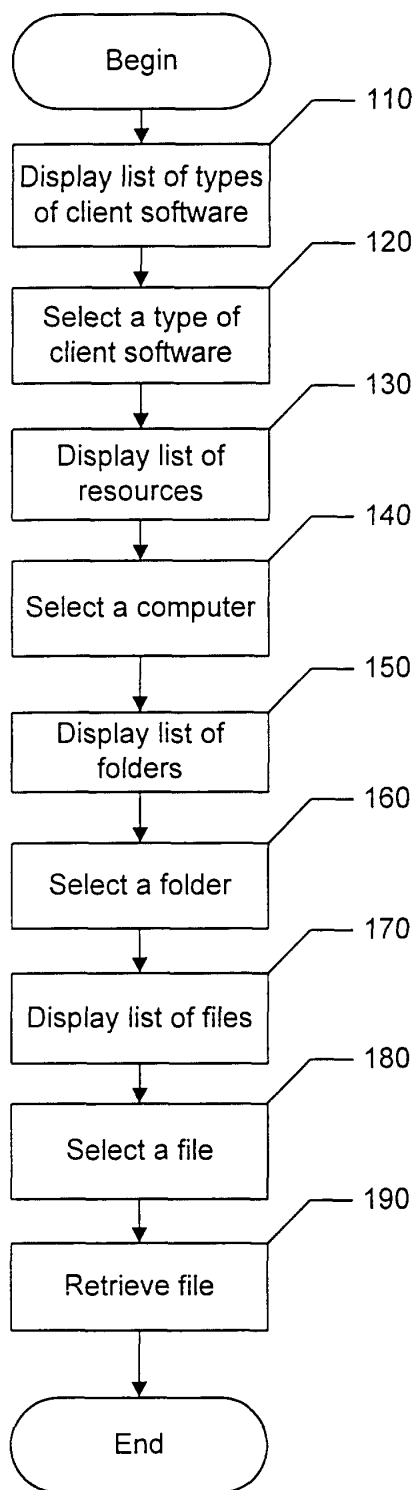 Begin
110
Display list of types
of client software
120
Select a type of
client software
130
Display list of
resources
140
Select a computer
150
Display list of
folders
160
Select a folder
170
Display list of files
180
Select a file
190
Retrieve file
End